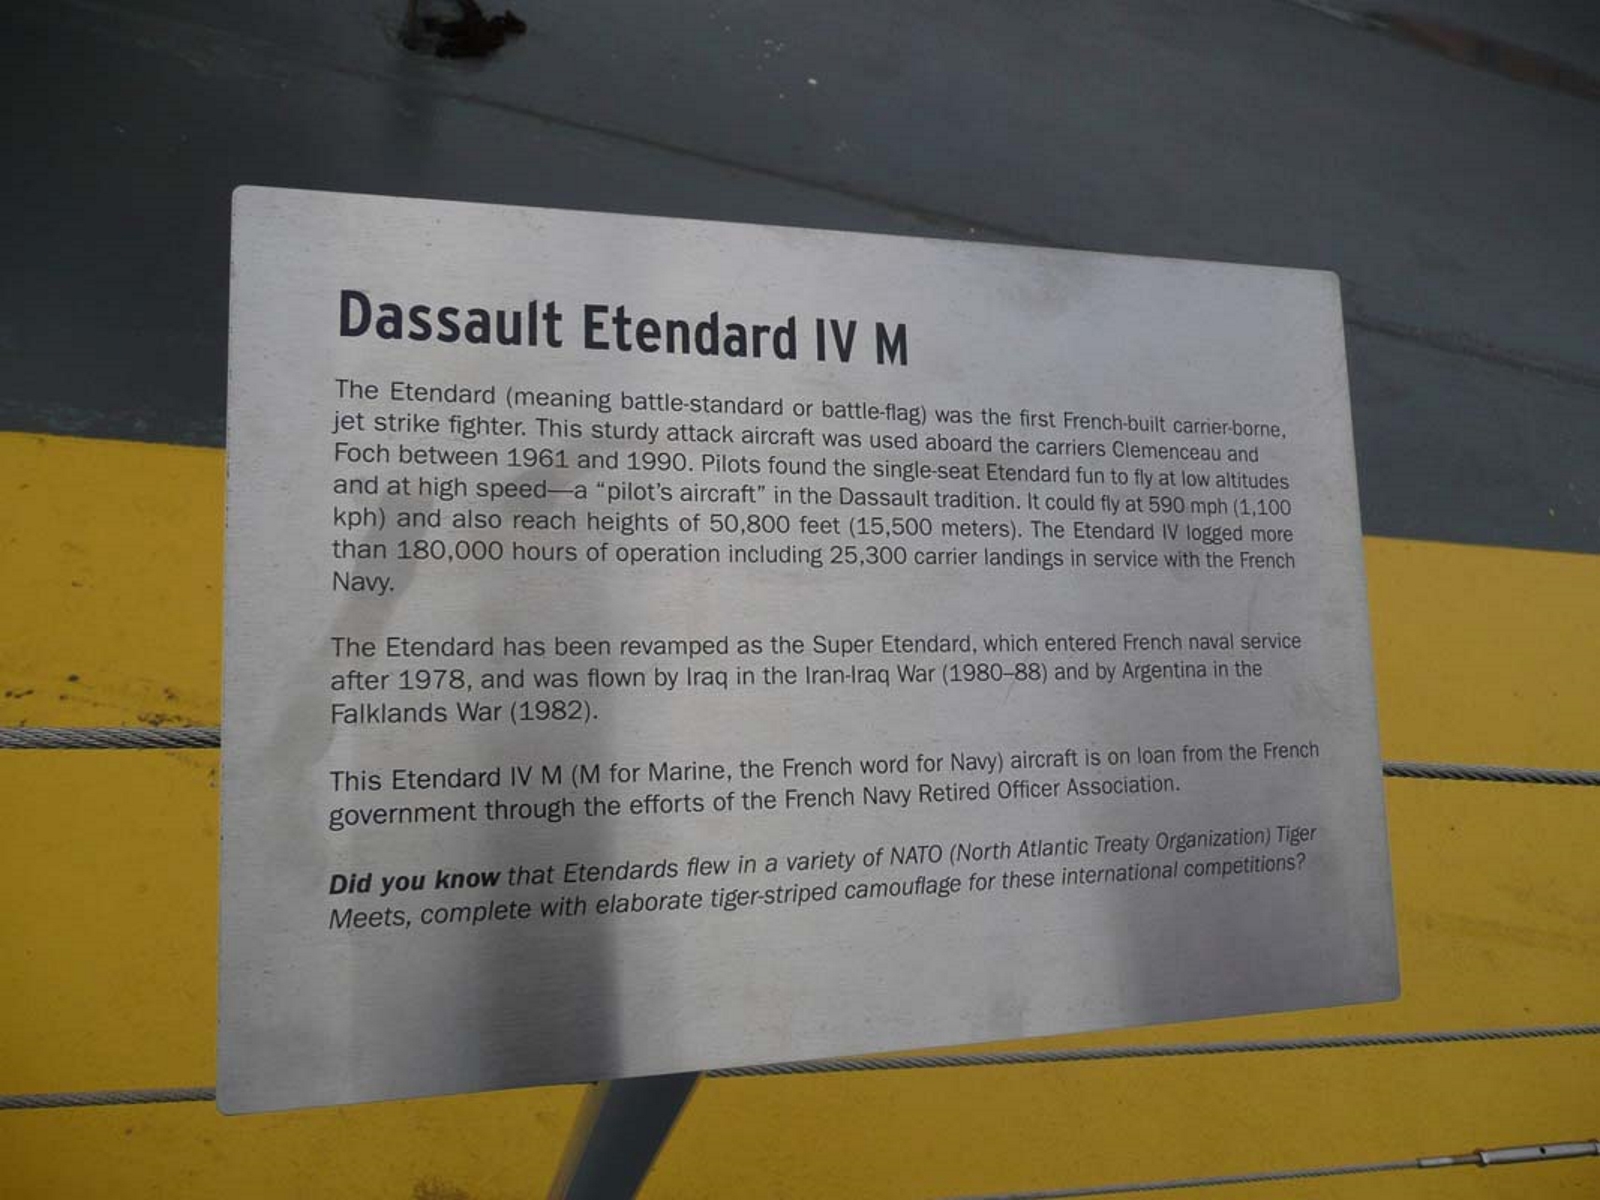 Dassault Etendard IV M
The Etendard (meaning battle-standard or battle-flag) was the first French-built carrier-borne,
jet strike fighter. This sturdy attack aircraft was used aboard the carriers Clemenceau and
Foch between 1961 and 1990. Pilots found the single-seat Etendard fun to fly at low altitudes
and at high speed—a “pilot’s aircraft” in the Dassault tradition. It could fly at 590 mph (1,100
kph) and also reach heights of 50,800 feet (15,500 meters). The Etendard IV logged more
than 180,000 hours of operation including 25,300 carrier landings in service with the French
Navy.
The Etendard has been revamped as the Super Etendard, which entered French naval service
after 1978, and was flown by Iraq in the Iran-Iraq War (1980–88) and by Argentina in the
Falklands War (1982).
This Etendard IV M (M for Marine, the French word for Navy) aircraft is on loan from the French
government through the efforts of the French Navy Retired Officer Association.
Did you know that Etendards flew in a variety of NATO (North Atlantic Treaty Organization) Tiger
Meets, complete with elaborate tiger-striped camouflage for these international competitions?